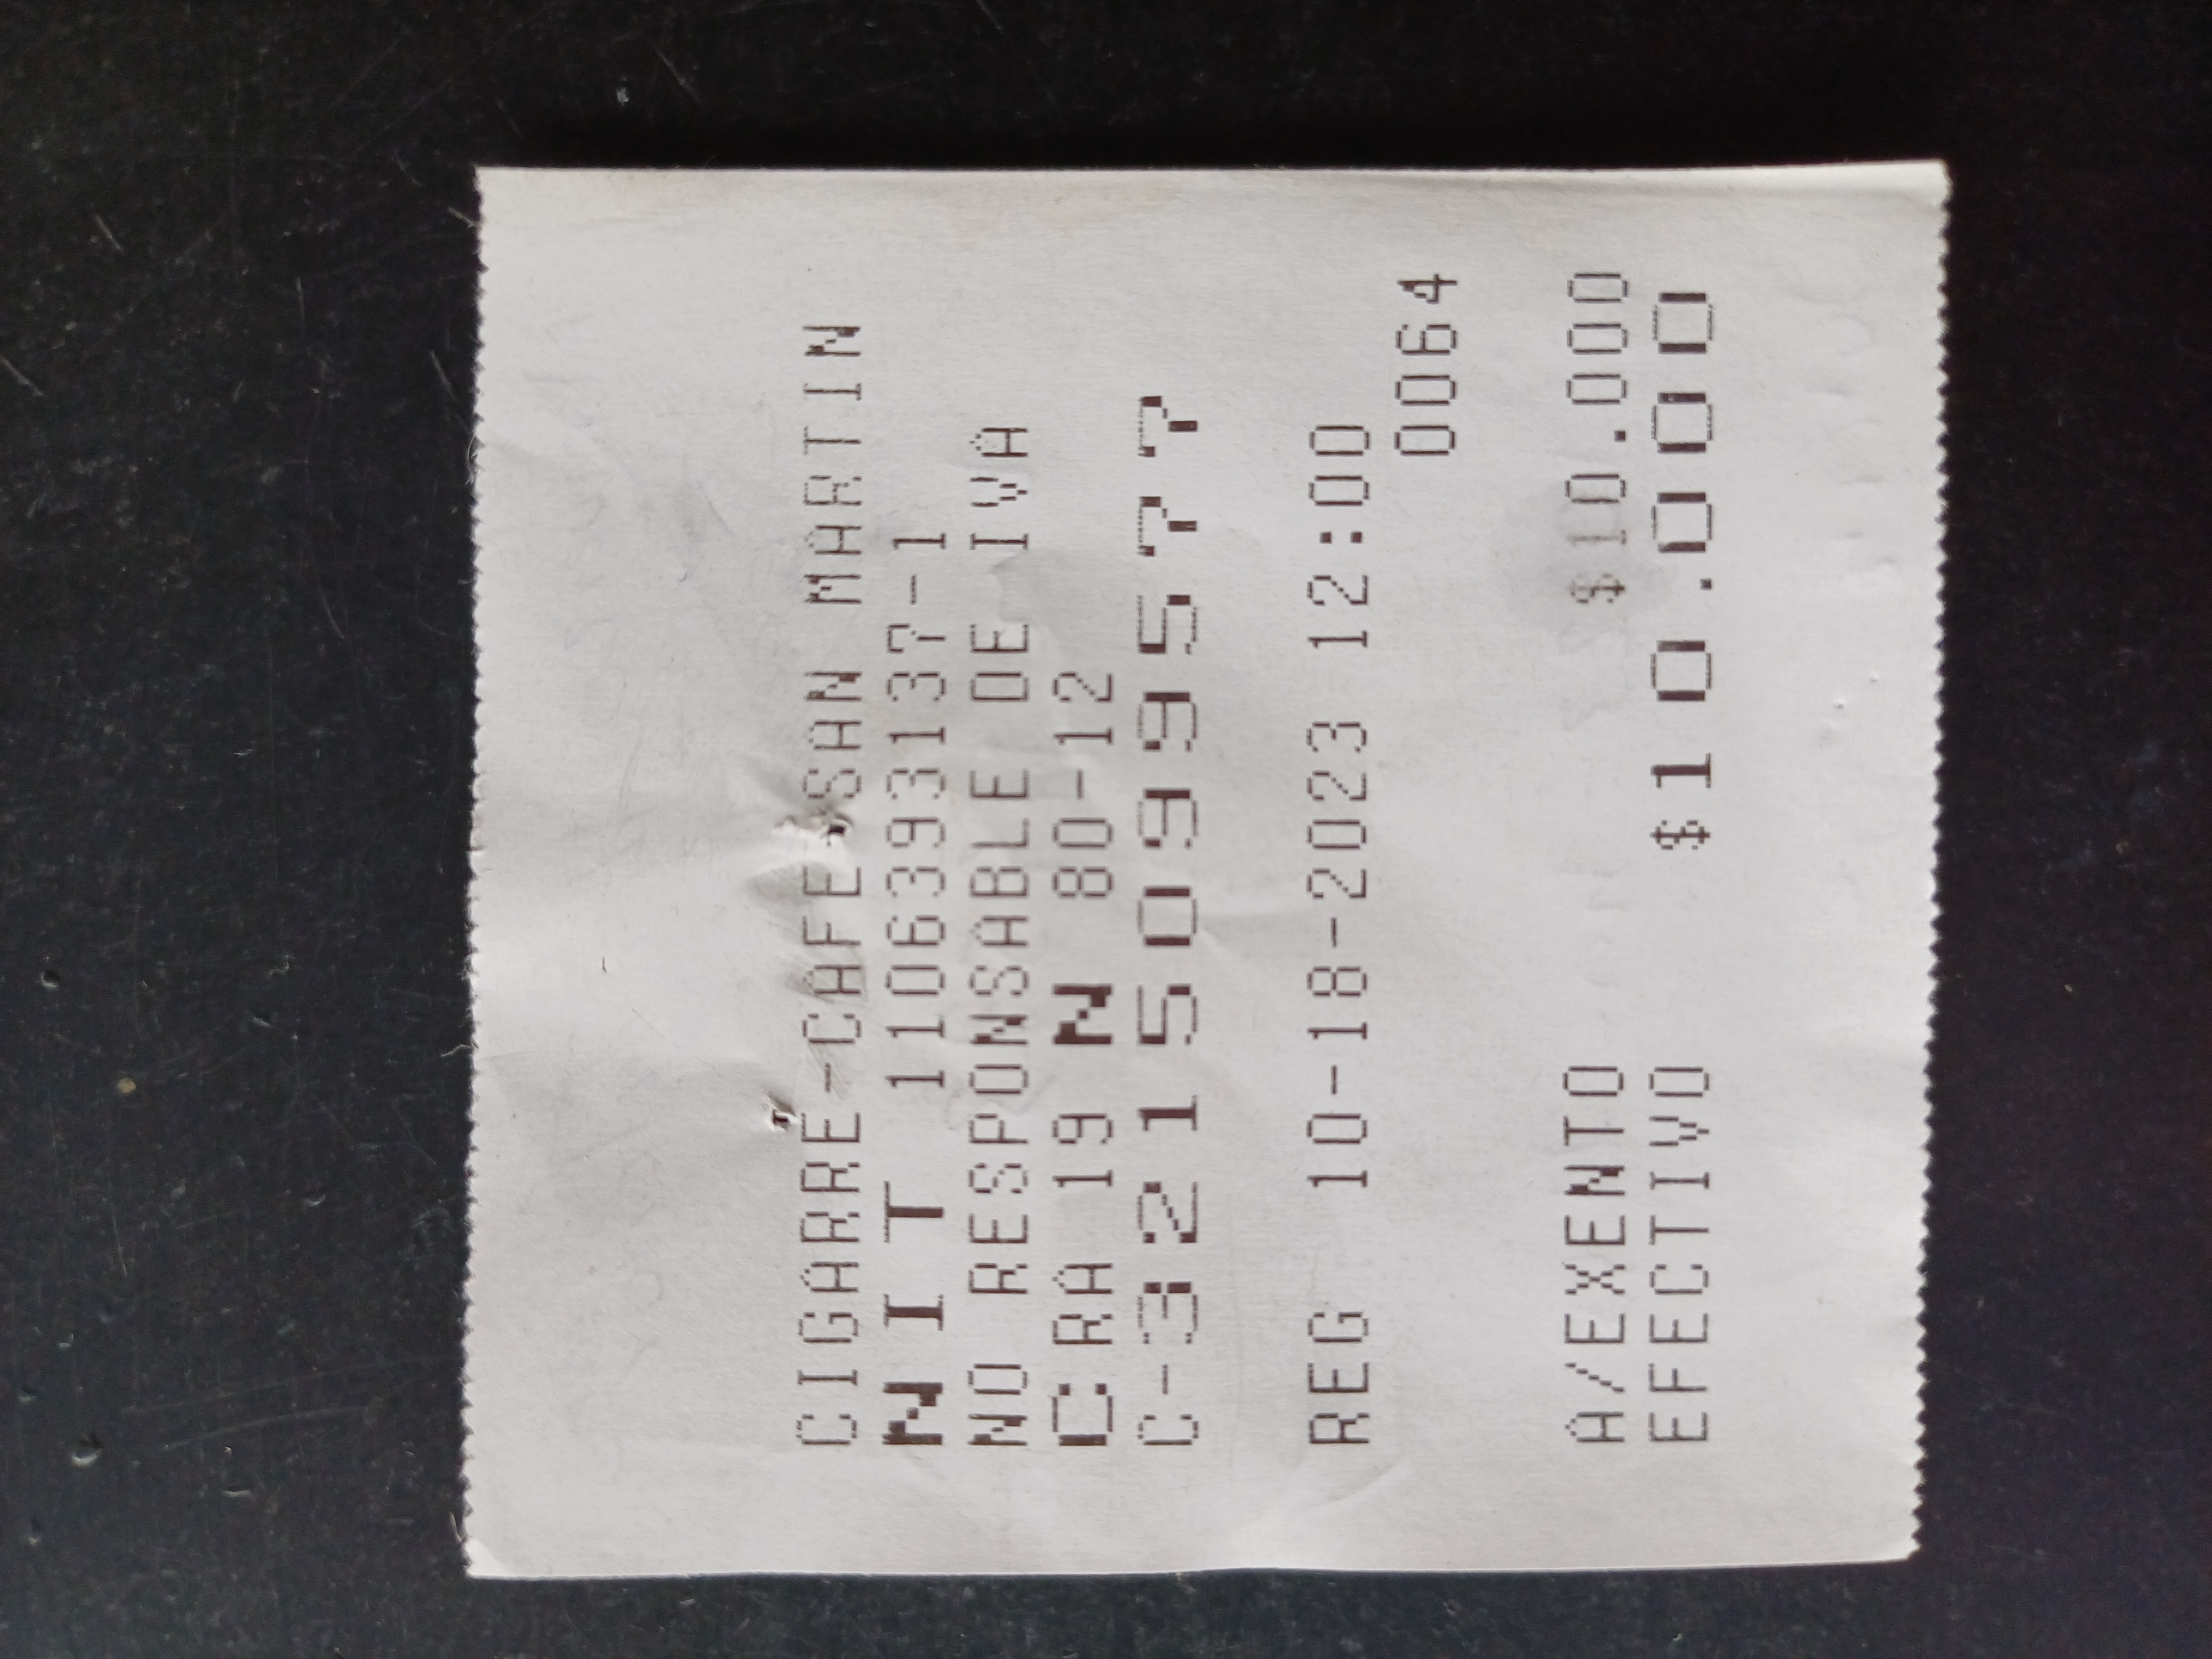 CIGARRE-CAFE SAN MARTIN
NIT 1106393137-1
NO RESPONSABLE DE IVA
CRA 19 N 80-12
C-3215099577
REG 10-18-2023 12:00
0064
A/EXENTO $10.000
EFECTIVO $10.000